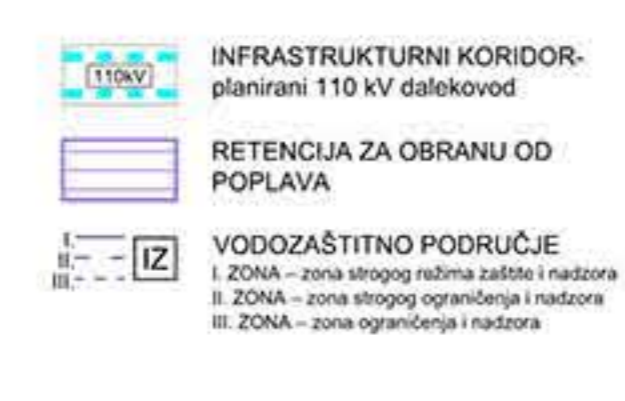 110kV
INFRASTRUKTURNI KORIDOR-
planirani 110 kV dalekovod
RETENCIJA ZA OBRANU OD
POPLAVA
I.
II.
III.
IZ
VODOZAŠTITNO PODRUČJE
I. ZONA – zona strogog režima zaštite i nadzora
II. ZONA – zona strogog ograničenja i nadzora
III. ZONA – zona ograničenja i nadzora